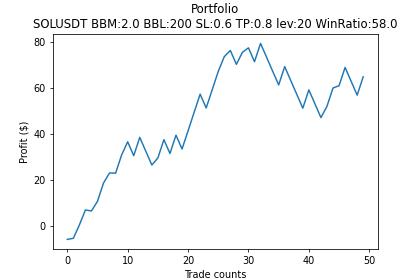 Portfolio
SOLUSDT BBM:2.0 BBL:200 SL:0.6 TP:0.8 lev:20 WinRatio:58.0
80
60
40
20
0
Profit ($)
0 10 20 30 40 50
Trade counts